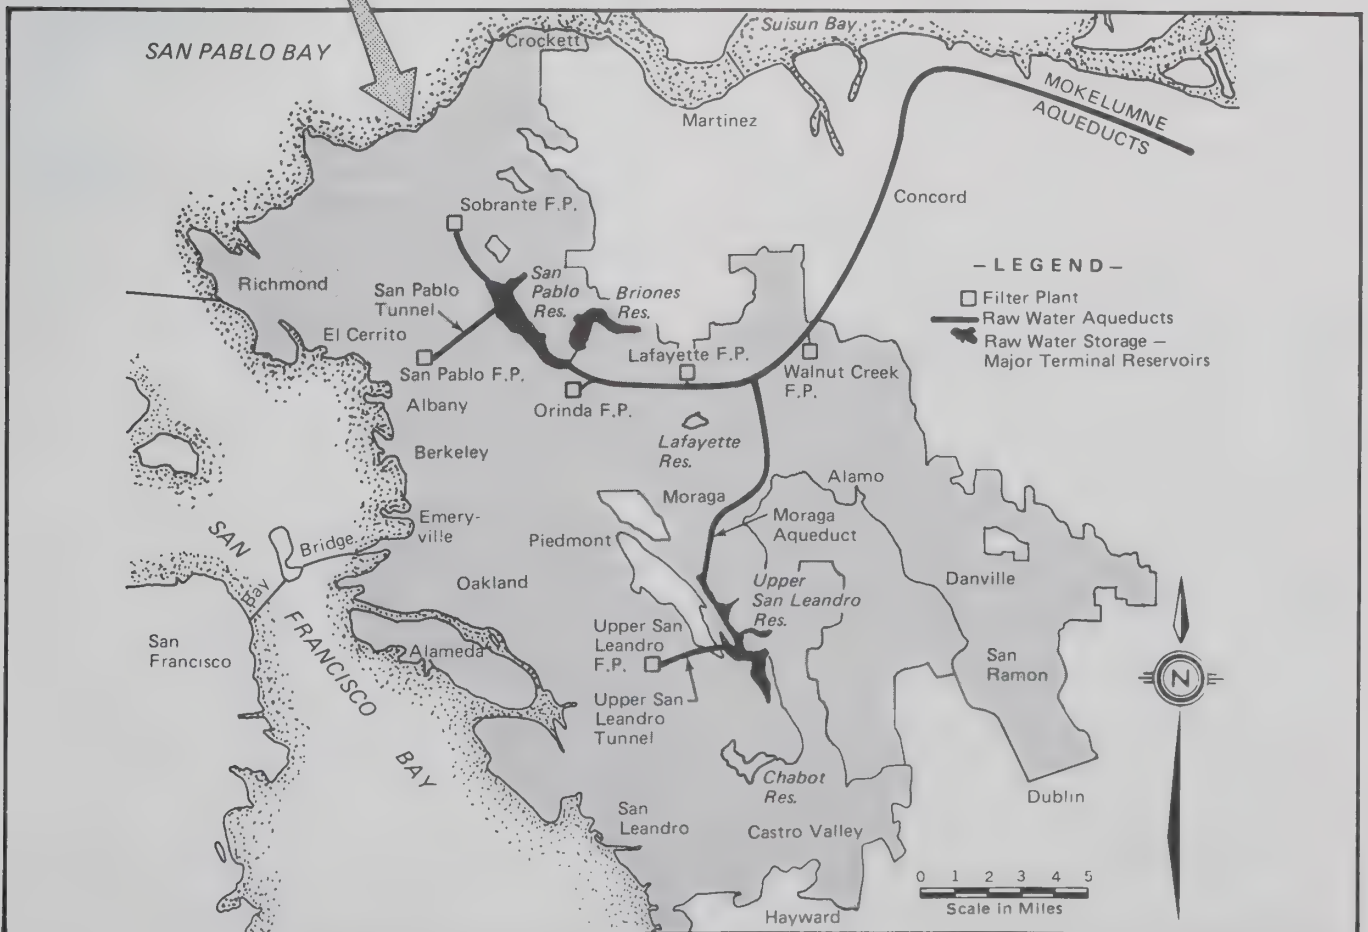 SAN PABLO BAY
Crockett
Suisun Bay
Martinez
MOKELUMNE
AQUEDUCTS
Concord
Sobrante F.P.
Richmond
San Pablo
Tunnel
San
Pablo
Res.
Briones
Res.
El Cerrito
San Pablo F.P.
Lafayette F.P.
Walnut Creek
F.P.
Albany
Orinda F.P.
Berkeley
Lafayette
Res.
– LEGEND –
Filter Plant
Raw Water Aqueducts
Raw Water Storage –
Major Terminal Reservoirs
Moraga
Alamo
Emery-
ville
Piedmont
Moraga
Aqueduct
SAN
FRANCISCO
BAY
Bay
Bridge
Oakland
Upper
San Leandro
Res.
Danville
San
Francisco
Alameda
Upper San
Leandro
F.P.
San
Ramon
N
Upper San
Leandro
Tunnel
Chabot
Res.
Dublin
San
Leandro
Castro Valley
Hayward
0 1 2 3 4 5
Scale in Miles